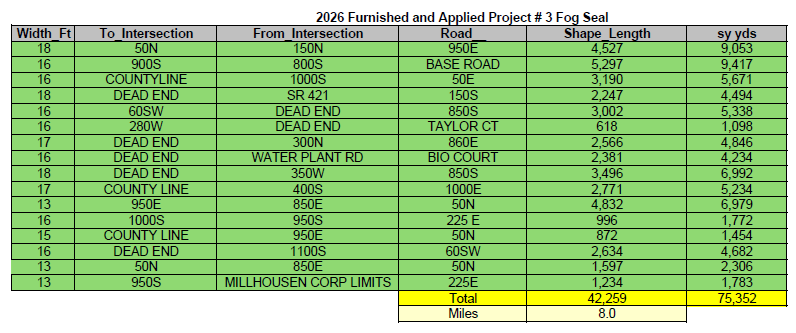 2026 Furnished and Applied Project # 3 Fog Seal
Width_Ft To_Intersection From_Intersection Road__ Shape_Length sy yds
18 50N 150N 950E 4,527 9,053
16 900S 800S BASE ROAD 5,297 9,417
16 COUNTYLINE 1000S 50E 3,190 5,671
18 DEAD END SR 421 150S 2,247 4,494
16 60SW DEAD END 850S 3,002 5,338
16 280W DEAD END TAYLOR CT 618 1,098
17 DEAD END 300N 860E 2,566 4,846
16 DEAD END WATER PLANT RD BIO COURT 2,381 4,234
18 DEAD END 350W 850S 3,496 6,992
17 COUNTY LINE 400S 1000E 2,771 5,234
13 950E 850E 50N 4,832 6,979
16 1000S 950S 225 E 996 1,772
15 COUNTY LINE 950E 50N 872 1,454
16 DEAD END 1100S 60SW 2,634 4,682
13 50N 850E 50N 1,597 2,306
13 950S MILLHOUSEN CORP LIMITS 225E 1,234 1,783
Total 42,259 75,352
Miles 8.0